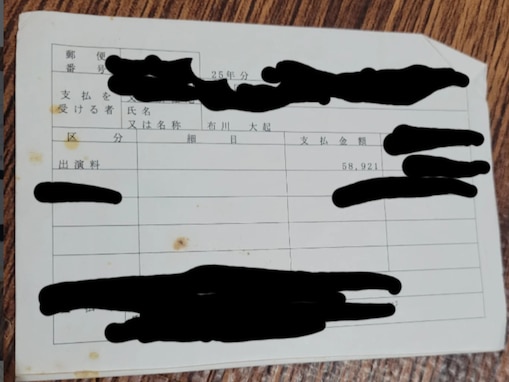 郵便
番号
25年分
支払を
受ける者
氏名
又は名称 布川 大起
区分 細目 支払金額
出演料 58,921